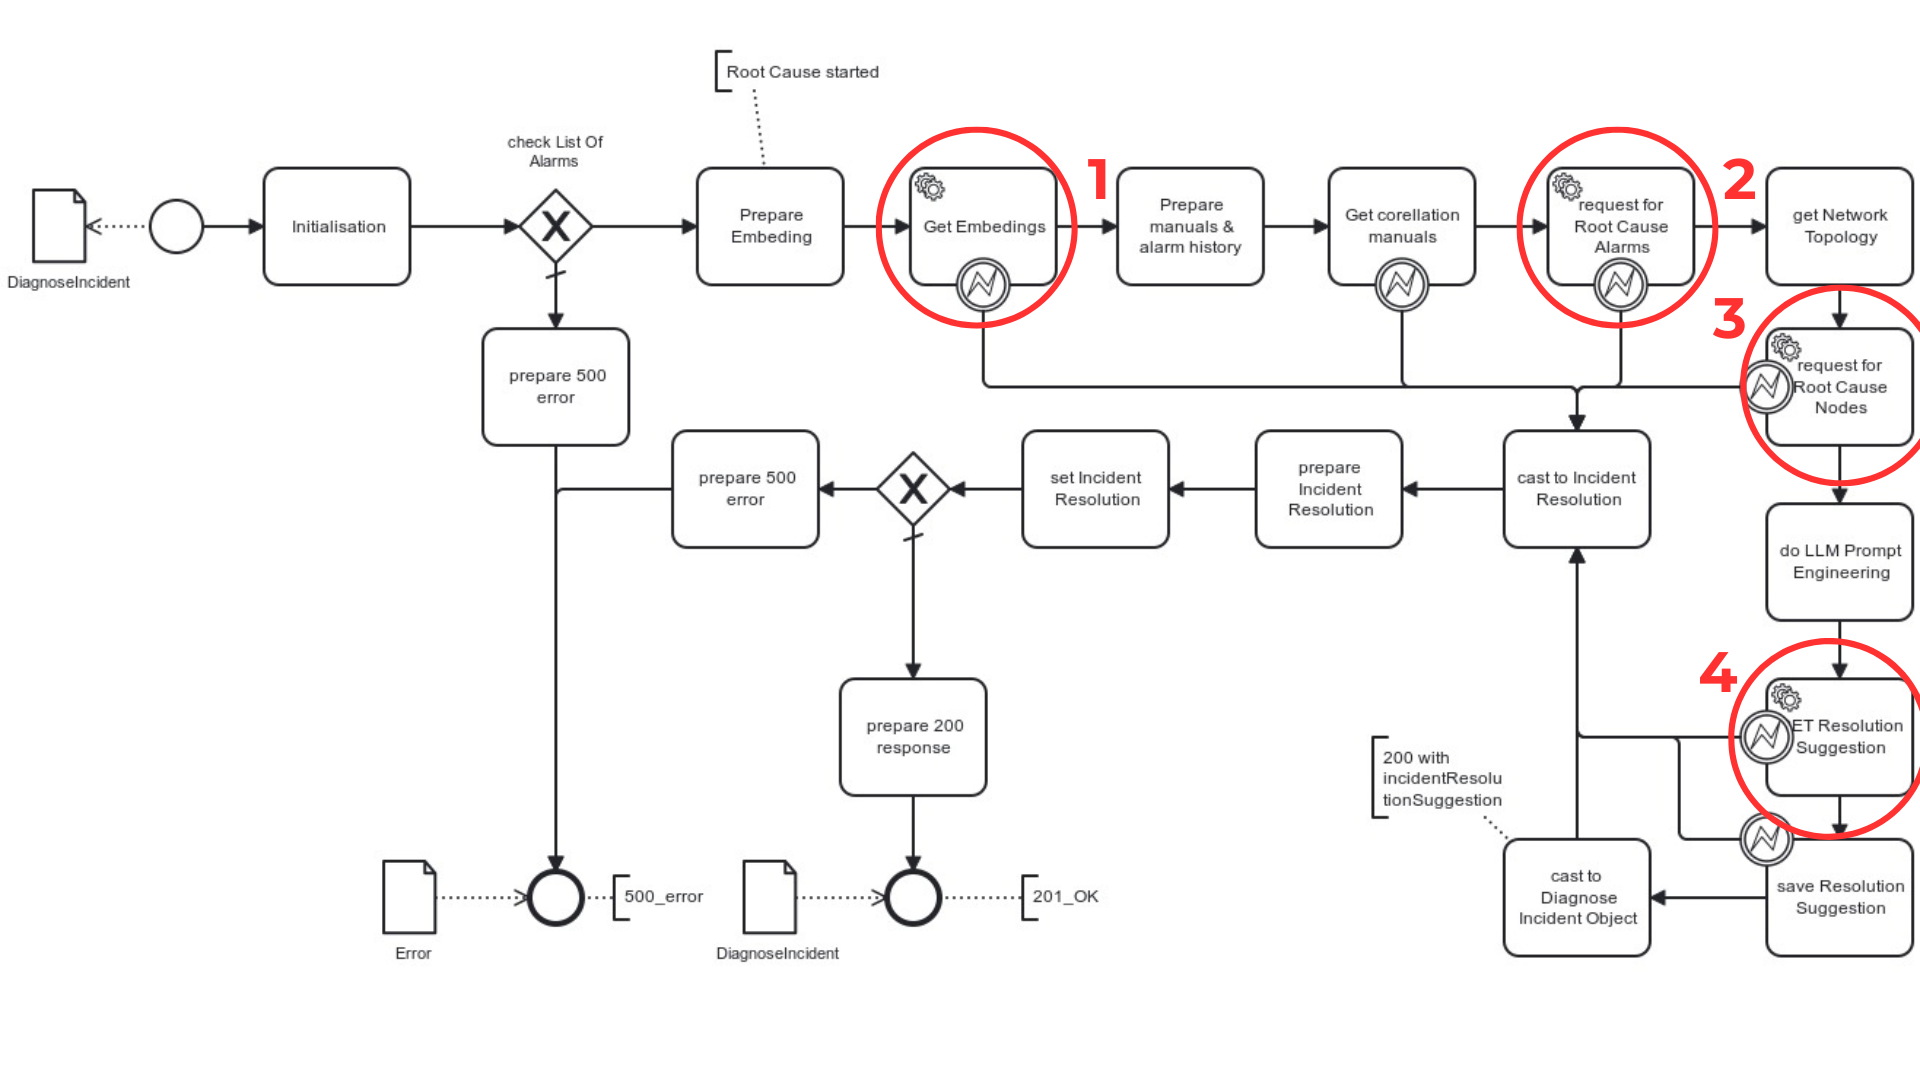 Root Cause started
check List Of
Alarms
DiagnoseIncident
Initialisation
Prepare
Embeding
Get Embedings
1
Prepare
manuals &
alarm history
Get corellation
manuals
request for
Root Cause
Alarms
2
get Network
Topology
3
request for
Root Cause
Nodes
prepare 500
error
prepare 500
error
X
X
set Incident
Resolution
prepare
Incident
Resolution
cast to Incident
Resolution
do LLM Prompt
Engineering
4
ET Resolution
Suggestion
prepare 200
response
200 with
incidentResolu
tionSuggestion
cast to
Diagnose
Incident Object
save Resolution
Suggestion
500_error
201_OK
Error
DiagnoseIncident